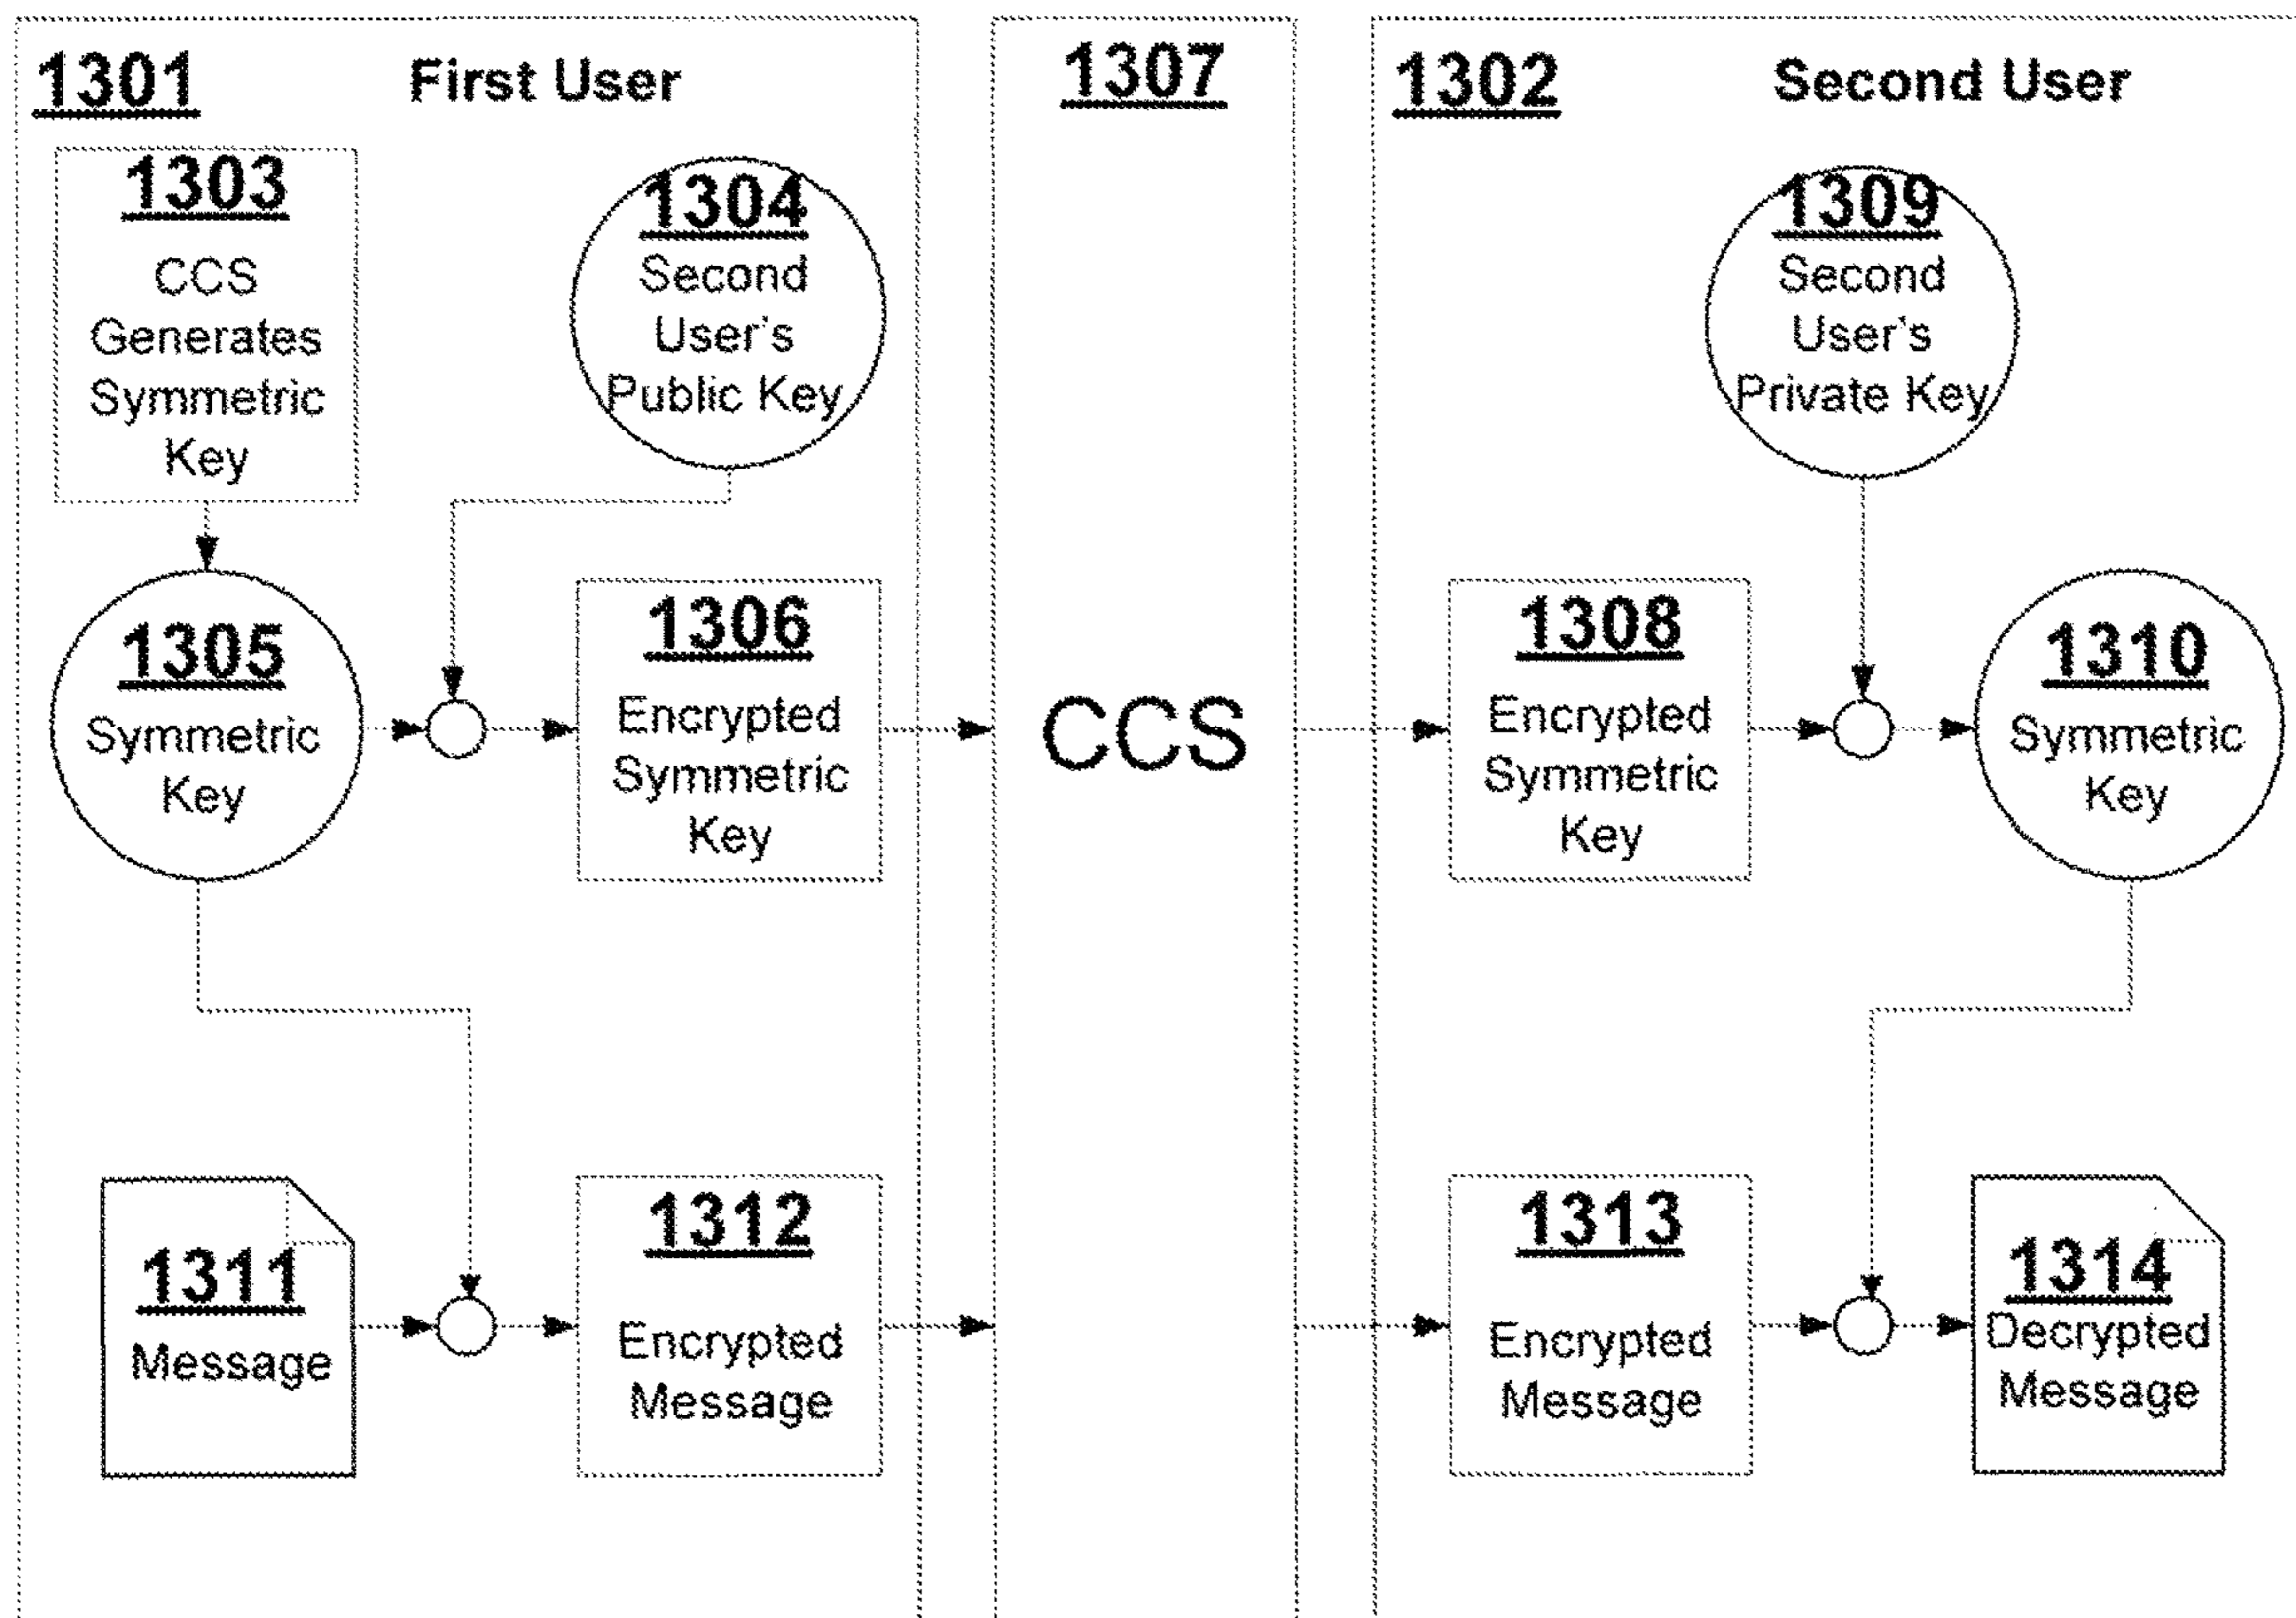 1301 First User
1303
CCS
Generates
Symmetric
Key
1304
Second
User's
Public Key
1305
Symmetric
Key
1306
Encrypted
Symmetric
Key
1311
Message
1312
Encrypted
Message
1307
CCS
1302 Second User
1309
Second
User's
Private Key
1308
Encrypted
Symmetric
Key
1310
Symmetric
Key
1313
Encrypted
Message
1314
Decrypted
Message